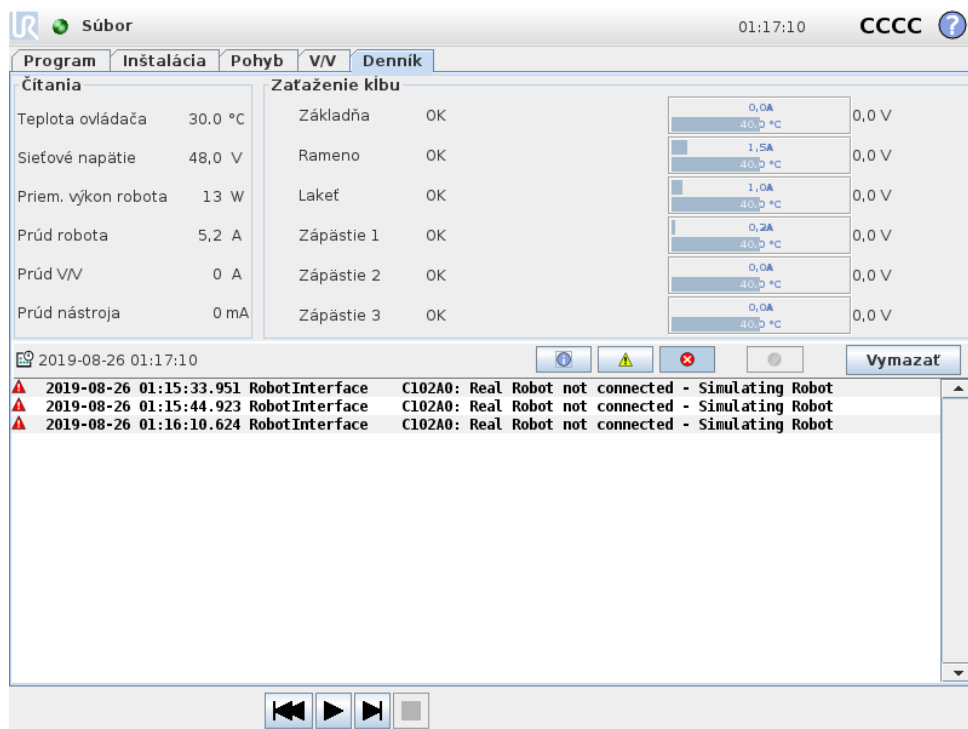 UR Súbor 01:17:10 CCCC ?
Program Inštalácia Pohyb V/V Denník
Čítania
Teplota ovládača 30.0 °C
Sieťové napätie 48,0 V
Priem. výkon robota 13 W
Prúd robota 5,2 A
Prúd V/V 0 A
Prúd nástroja 0 mA
Zaťaženie kĺbu
Základňa OK 0,0A 40,0 °C 0,0 V
Rameno OK 1,5A 40,0 °C 0,0 V
Lakeť OK 1,0A 40,0 °C 0,0 V
Zápästie 1 OK 0,2A 40,0 °C 0,0 V
Zápästie 2 OK 0,0A 40,0 °C 0,0 V
Zápästie 3 OK 0,0A 40,0 °C 0,0 V
2019-08-26 01:17:10 Vymazať
2019-08-26 01:15:33.951 RobotInterface C102A0: Real Robot not connected - Simulating Robot
2019-08-26 01:15:44.923 RobotInterface C102A0: Real Robot not connected - Simulating Robot
2019-08-26 01:16:10.624 RobotInterface C102A0: Real Robot not connected - Simulating Robot